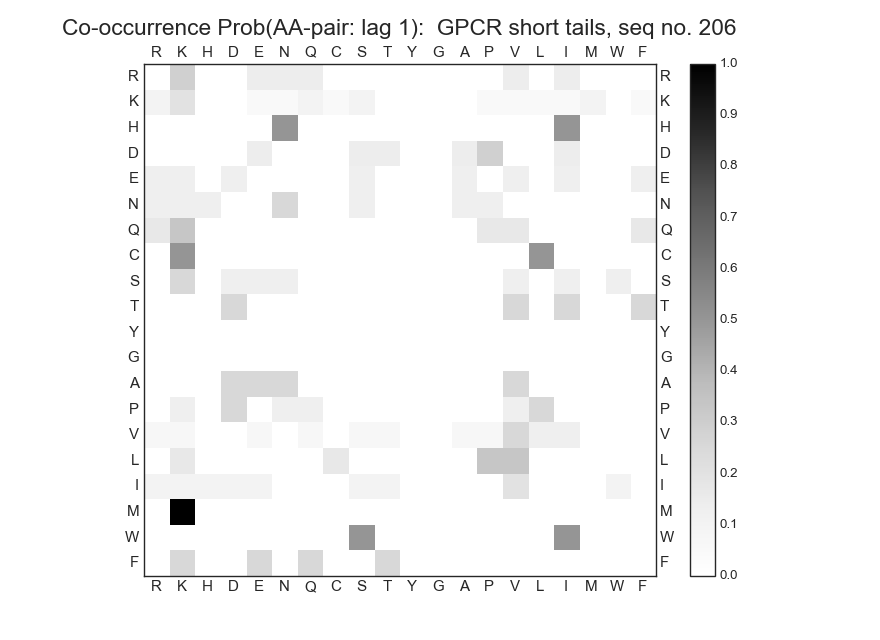 Co-occurrence Prob(AA-pair: lag 1):  GPCR short tails, seq no. 206
R K H D E N Q C S T Y G A P V L I M W F
R R 1.0
K K 0.9
H H
D D 0.8
E E
N N 0.7
Q Q
C C 0.6
S S
T T 0.5
Y Y
G G 0.4
A A
P P 0.3
V V
L L 0.2
I I
M M 0.1
W W
F F 0.0
R K H D E N Q C S T Y G A P V L I M W F